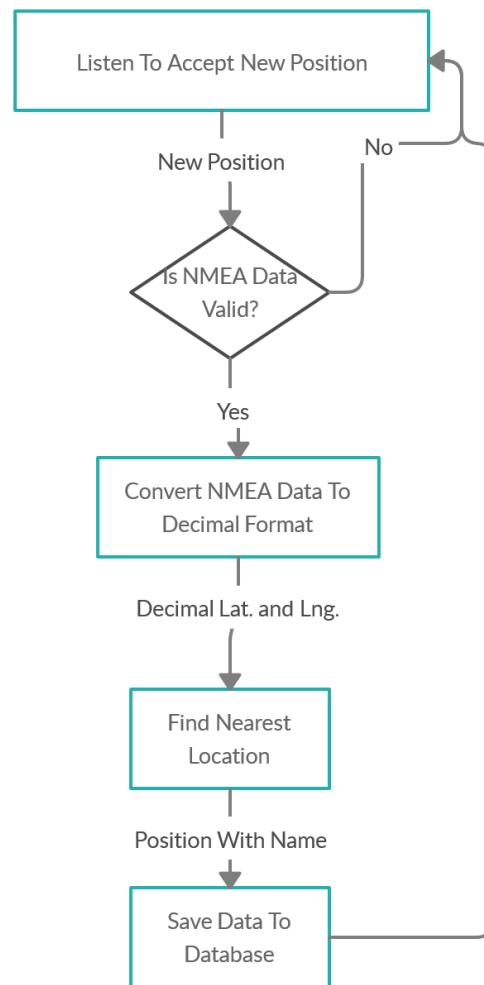 Listen To Accept New Position
No
New Position
Is NMEA Data
Valid?
Yes
Convert NMEA Data To
Decimal Format
Decimal Lat. and Lng.
Find Nearest
Location
Position With Name
Save Data To
Database